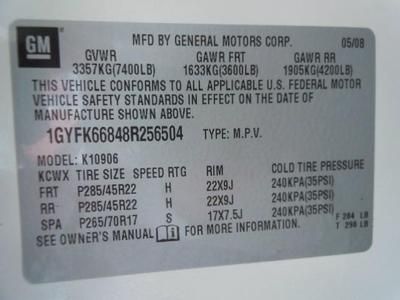 GM
MFD BY GENERAL MOTORS CORP. 05/08
GVWR GAWR FRT GAWR RR
3357KG(7400LB) 1633KG(3600LB) 1905KG(4200LB)
THIS VEHICLE CONFORMS TO ALL APPLICABLE U.S. FEDERAL MOTOR
VEHICLE SAFETY STANDARDS IN EFFECT ON THE DATE OF
MANUFACTURE SHOWN ABOVE.
1GYFK66848R256504 TYPE: M.P.V.
MODEL: K10906
KCWX TIRE SIZE SPEED RTG RIM COLD TIRE PRESSURE
FRT P285/45R22 H 22X9J 240KPA(35PSI)
RR P285/45R22 H 22X9J 240KPA(35PSI)
SPA P265/70R17 S 17X7.5J 240KPA(35PSI)
SEE OWNER'S MANUAL FOR MORE INFORMATION. F 284 LB
T 298 LB